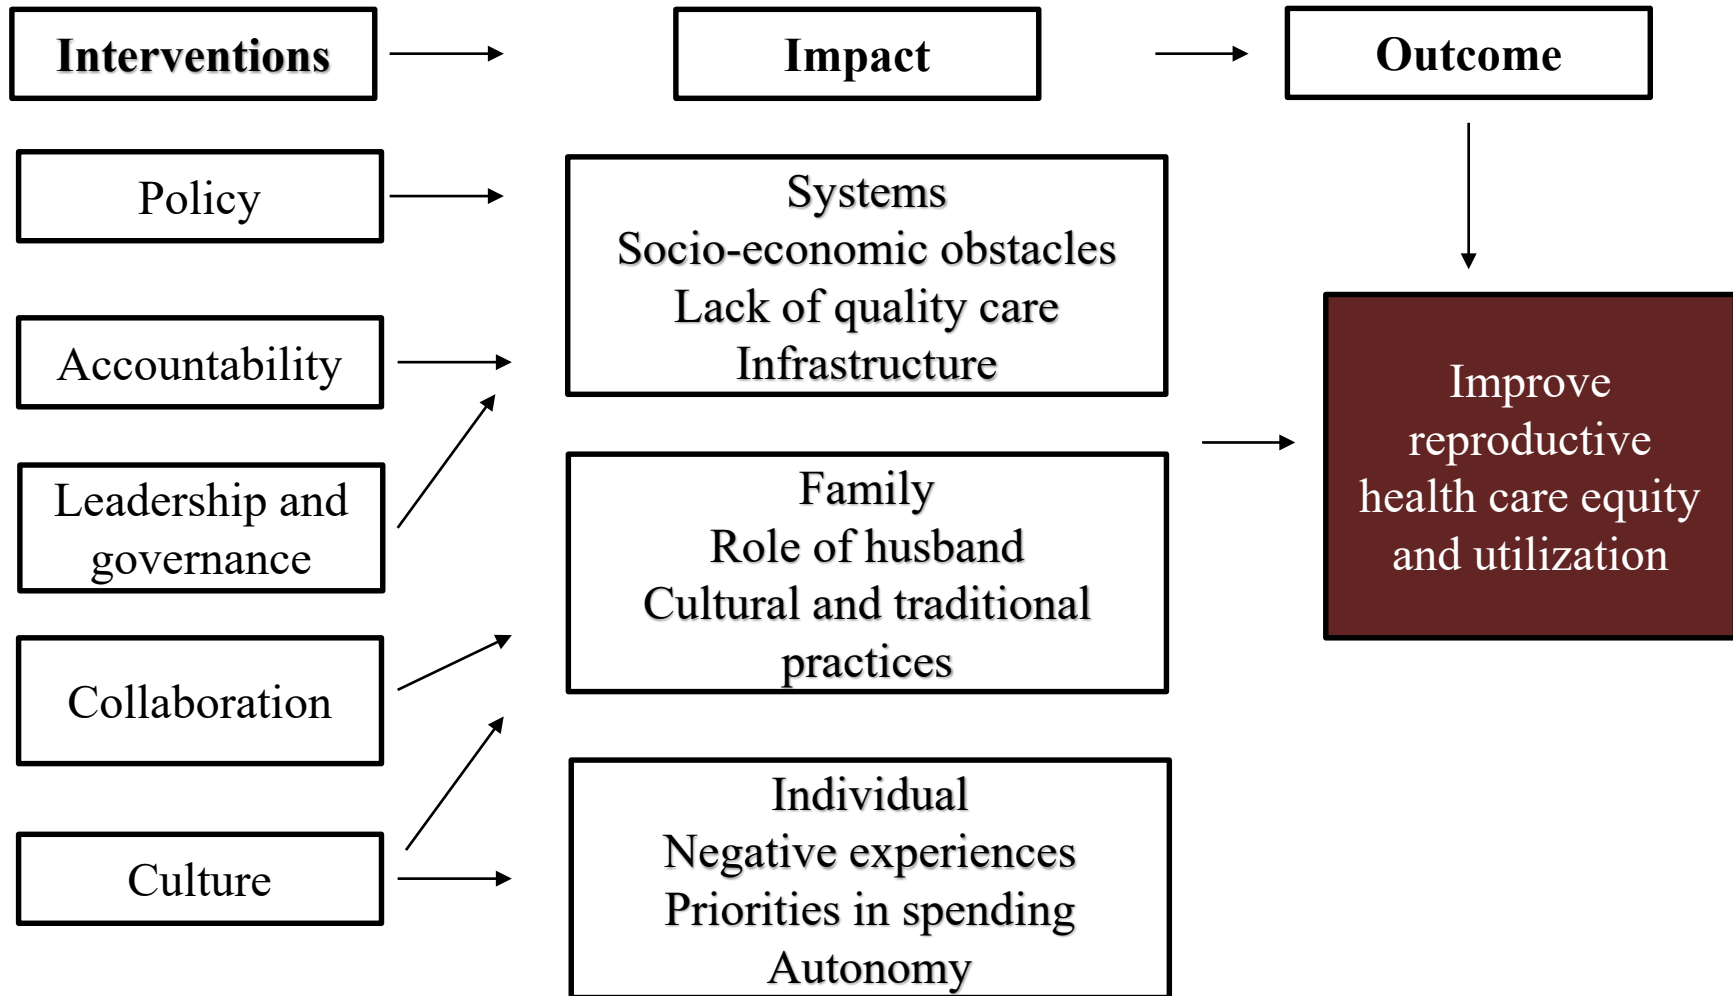 Interventions
Impact
Outcome
Policy
Accountability
Leadership and
governance
Collaboration
Culture
Systems
Socio-economic obstacles
Lack of quality care
Infrastructure
Family
Role of husband
Cultural and traditional
practices
Individual
Negative experiences
Priorities in spending
Autonomy
Improve
reproductive
health care equity
and utilization